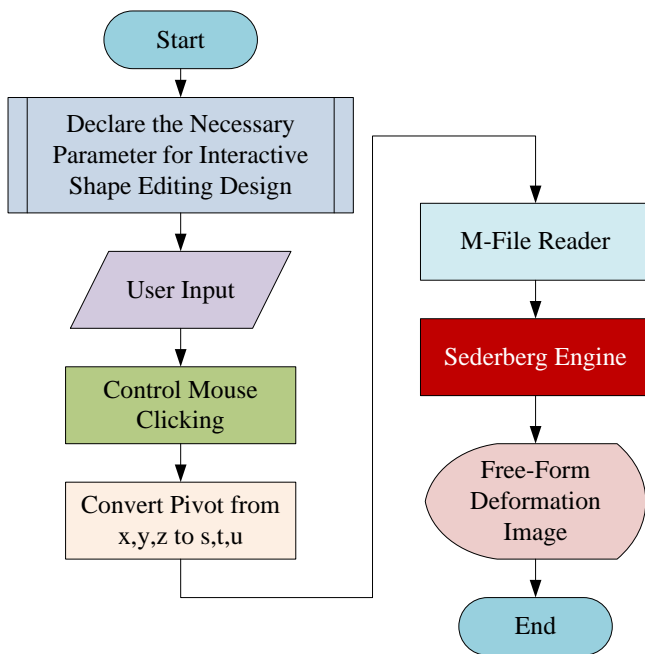 Start
Declare the Necessary
Parameter for Interactive
Shape Editing Design
User Input
Control Mouse
Clicking
Convert Pivot from
x,y,z to s,t,u
M-File Reader
Sederberg Engine
Free-Form
Deformation
Image
End